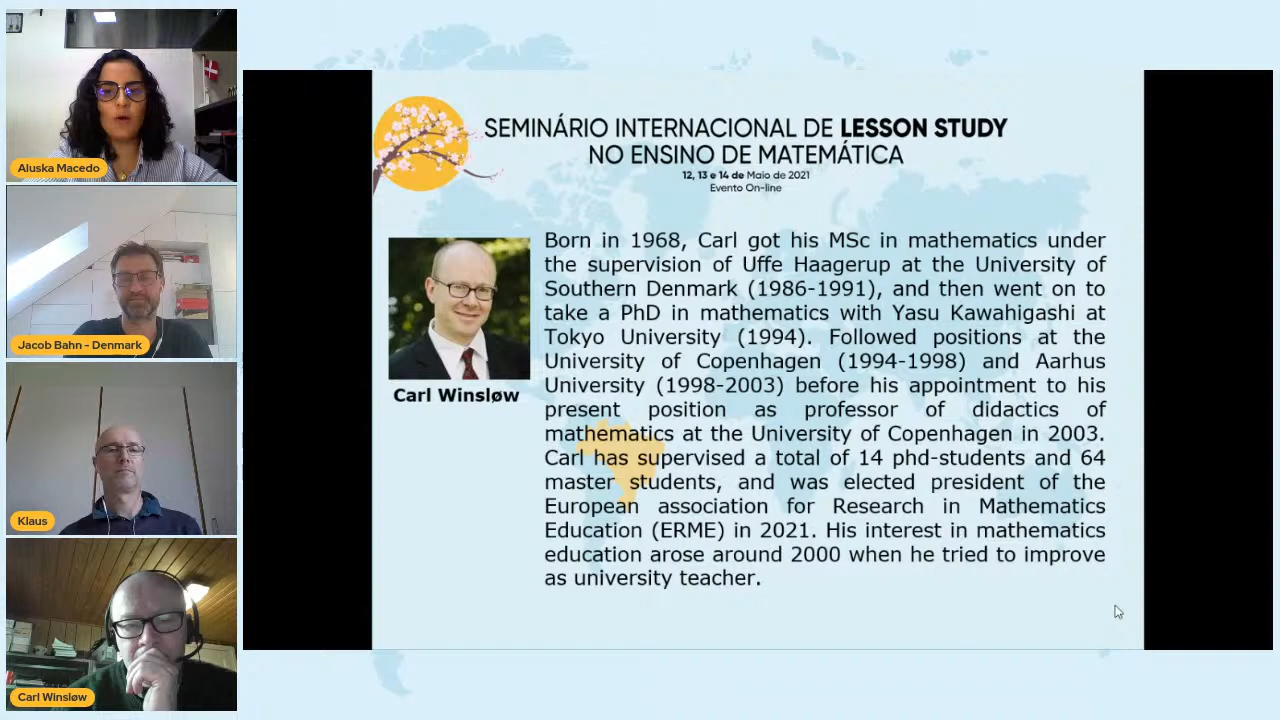 Aluska Macedo
Jacob Bahn - Denmark
Klaus
Carl Winsløw
SEMINÁRIO INTERNACIONAL DE LESSON STUDY
NO ENSINO DE MATEMÁTICA
12, 13 e 14 de Maio de 2021
Evento On-line
Carl Winsløw
Born in 1968, Carl got his MSc in mathematics under
the supervision of Uffe Haagerup at the University of
Southern Denmark (1986-1991), and then went on to
take a PhD in mathematics with Yasu Kawahigashi at
Tokyo University (1994). Followed positions at the
University of Copenhagen (1994-1998) and Aarhus
University (1998-2003) before his appointment to his
present position as professor of didactics of
mathematics at the University of Copenhagen in 2003.
Carl has supervised a total of 14 phd-students and 64
master students, and was elected president of the
European association for Research in Mathematics
Education (ERME) in 2021. His interest in mathematics
education arose around 2000 when he tried to improve
as university teacher.